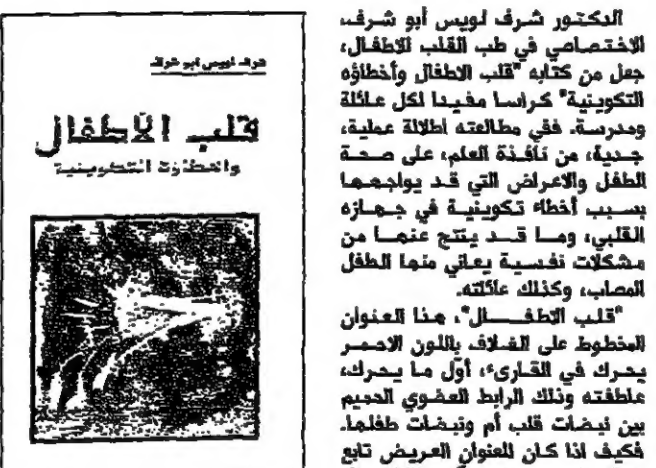 شرف لويس أبو شرف
قلب الأطفال
وأخطاؤه التكوينية
الدكتور شرف لويس أبو شرف،
الاختصاصي في طب القلب للاطفال،
جعل من كتابه "قلب الاطفال وأخطاؤه
التكوينية" كراسا مفيدا لكل عائلة
ومدرسة. ففي مطالعته اطلالة عملية،
جدية، من نافذة العلم، على صحة
الطفل والاعراض التي قد يواجهها
بسبب أخطاء تكوينية في جهازه
القلبي، وما قد ينتج عنها من
مشكلات نفسية يعاني منها الطفل
المصاب، وكذلك عائلته.
"قلب الاطفال"، هذا العنوان
المخطوط على الغلاف باللون الاحمر
يحرك في القارىء، أول ما يحرك،
عاطفته وذلك الرابط العضوي الحميم
بين نبضات قلب أم ونبضات طفلها.
فكيف اذا كان للعنوان العريض تابع